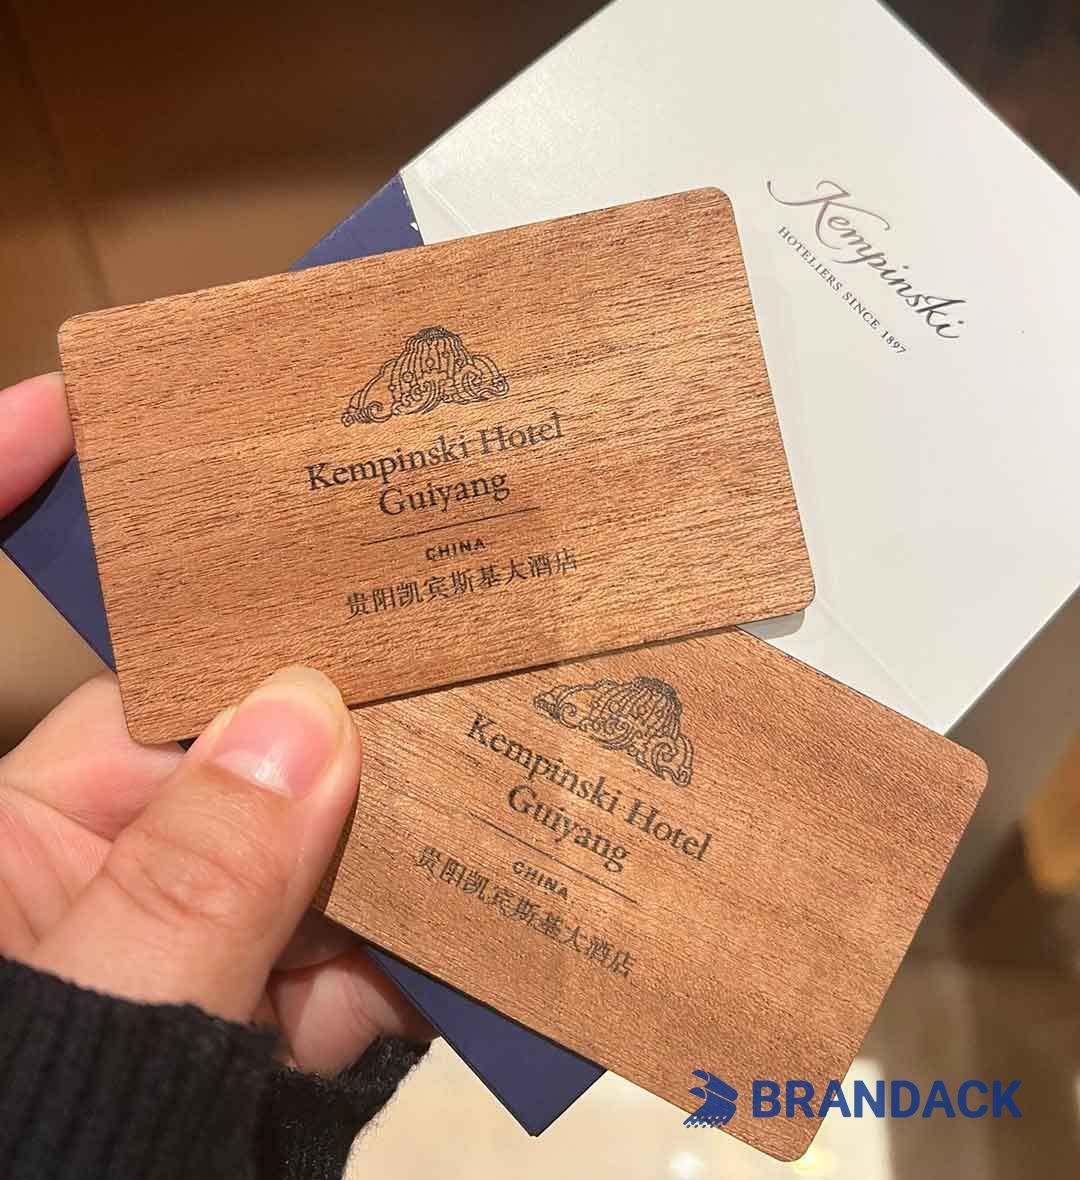 Kempinski
HOTELIERS SINCE 1897
Kempinski Hotel
Guiyang
CHINA
贵阳凯宾斯基大酒店
Kempinski Hotel
Guiyang
CHINA
贵阳凯宾斯基大酒店
BRANDACK